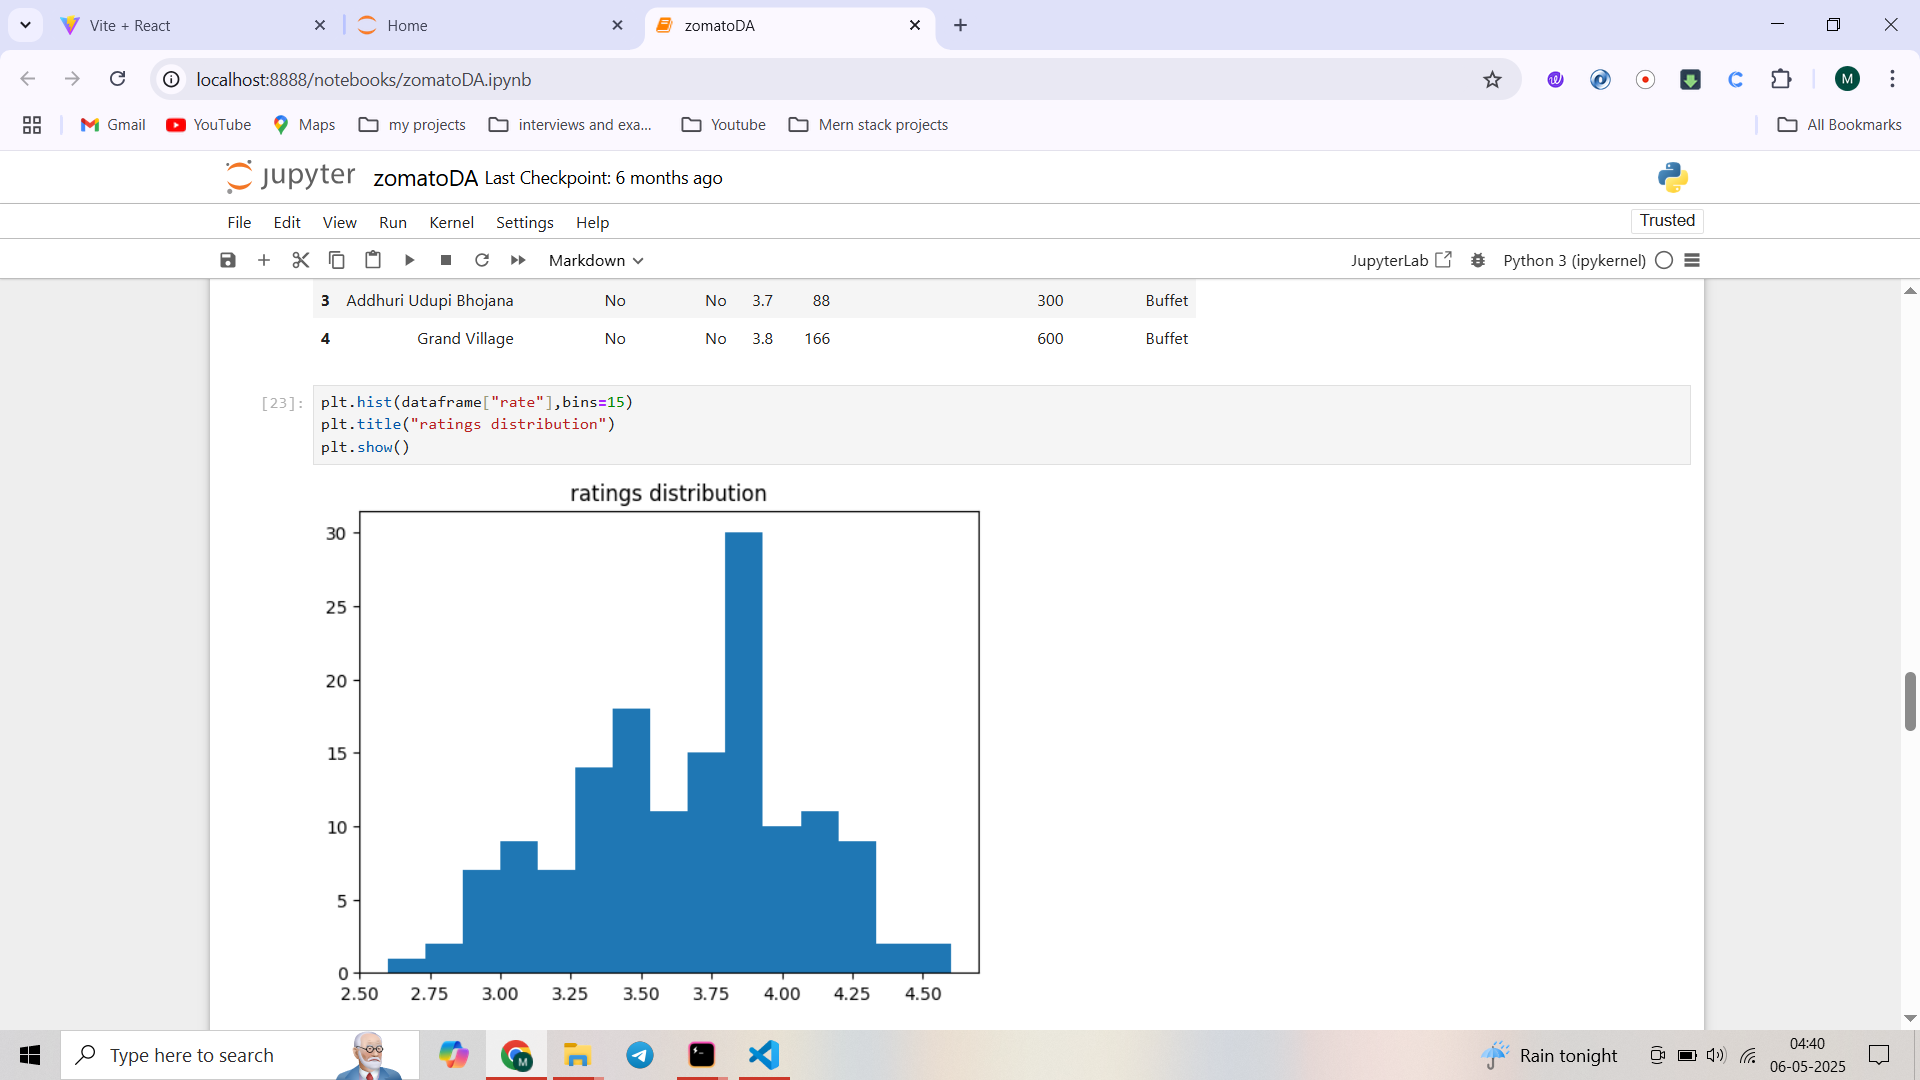 Vite + React
Home
zomatoDA
localhost:8888/notebooks/zomatoDA.ipynb
M
Gmail
YouTube
Maps
my projects
interviews and exa...
Youtube
Mern stack projects
All Bookmarks
jupyter
zomatoDA Last Checkpoint: 6 months ago
File Edit View Run Kernel Settings Help
Trusted
Markdown
JupyterLab
Python 3 (ipykernel)
3 Addhuri Udupi Bhojana No No 3.7 88 300 Buffet
4 Grand Village No No 3.8 166 600 Buffet
[23]:
plt.hist(dataframe["rate"],bins=15)
plt.title("ratings distribution")
plt.show()
ratings distribution
30
25
20
15
10
5
0
2.50 2.75 3.00 3.25 3.50 3.75 4.00 4.25 4.50
Type here to search
M
Rain tonight
04:40
06-05-2025